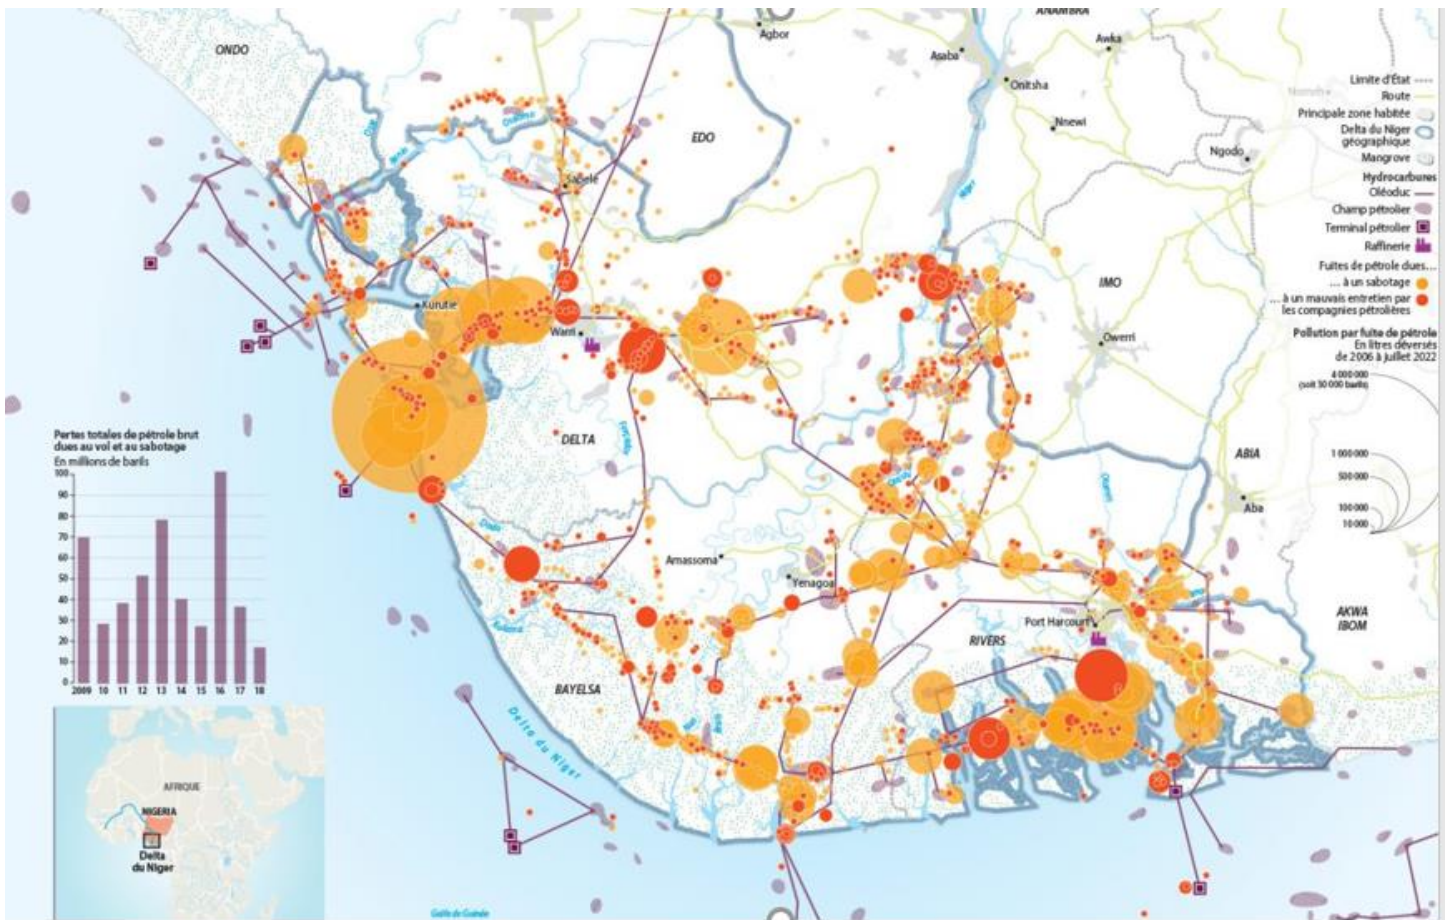 ANAMBRA
ONDO
Agbor
Asaba
Awka
Onitsha
Nnewi
Ngodo
EDO
Sapele
Niger
Kurutie
Warri
IMO
Owerri
DELTA
Forcados
ABIA
Aba
Dodo
Amassoma
Yenagoa
AKWA
IBOM
Port Harcourt
RIVERS
BAYELSA
Delta du Niger
Golfe de Guinée
Limite d'État
Route
Principale zone habitée
Delta du Niger
géographique
Mangrove
Hydrocarbures
Oléoduc
Champ pétrolier
Terminal pétrolier
Raffinerie
Fuites de pétrole dues...
... à un sabotage
... à un mauvais entretien par
les compagnies pétrolières
Pollution par fuite de pétrole
En litres déversés
de 2006 à juillet 2022
4 000 000
(soit 30 000 barils)
1 000 000
500 000
100 000
10 000
Pertes totales de pétrole brut
dues au vol et au sabotage
En millions de barils
100
90
80
70
60
50
40
30
20
10
0
2009 10 11 12 13 14 15 16 17 18
AFRIQUE
NIGERIA
Delta
du Niger